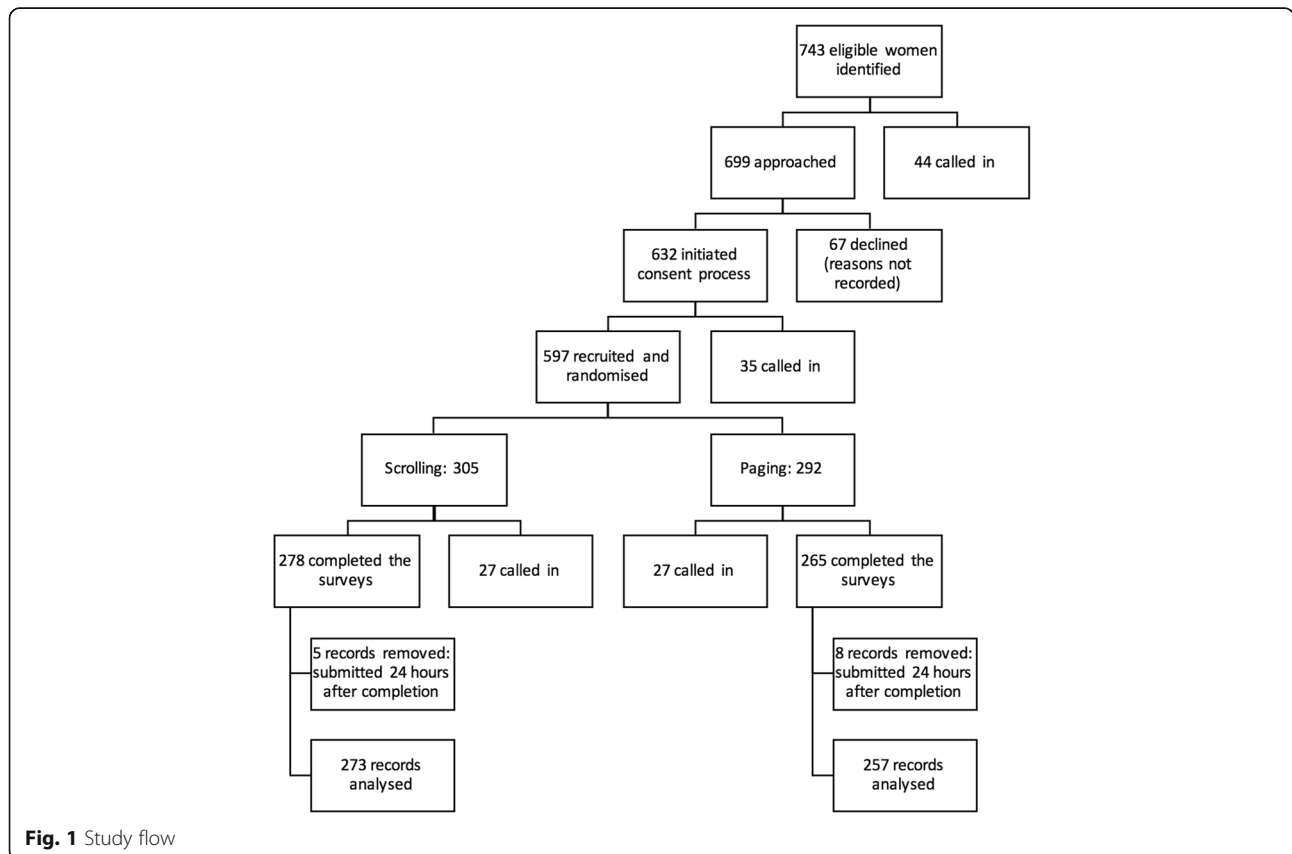 743 eligible women
identified
699 approached
44 called in
632 initiated
consent process
67 declined
(reasons not
recorded)
597 recruited and
randomised
35 called in
Scrolling: 305
Paging: 292
278 completed the
surveys
27 called in
27 called in
265 completed the
surveys
5 records removed:
submitted 24 hours
after completion
8 records removed:
submitted 24 hours
after completion
273 records
analysed
257 records
analysed
Fig. 1 Study flow